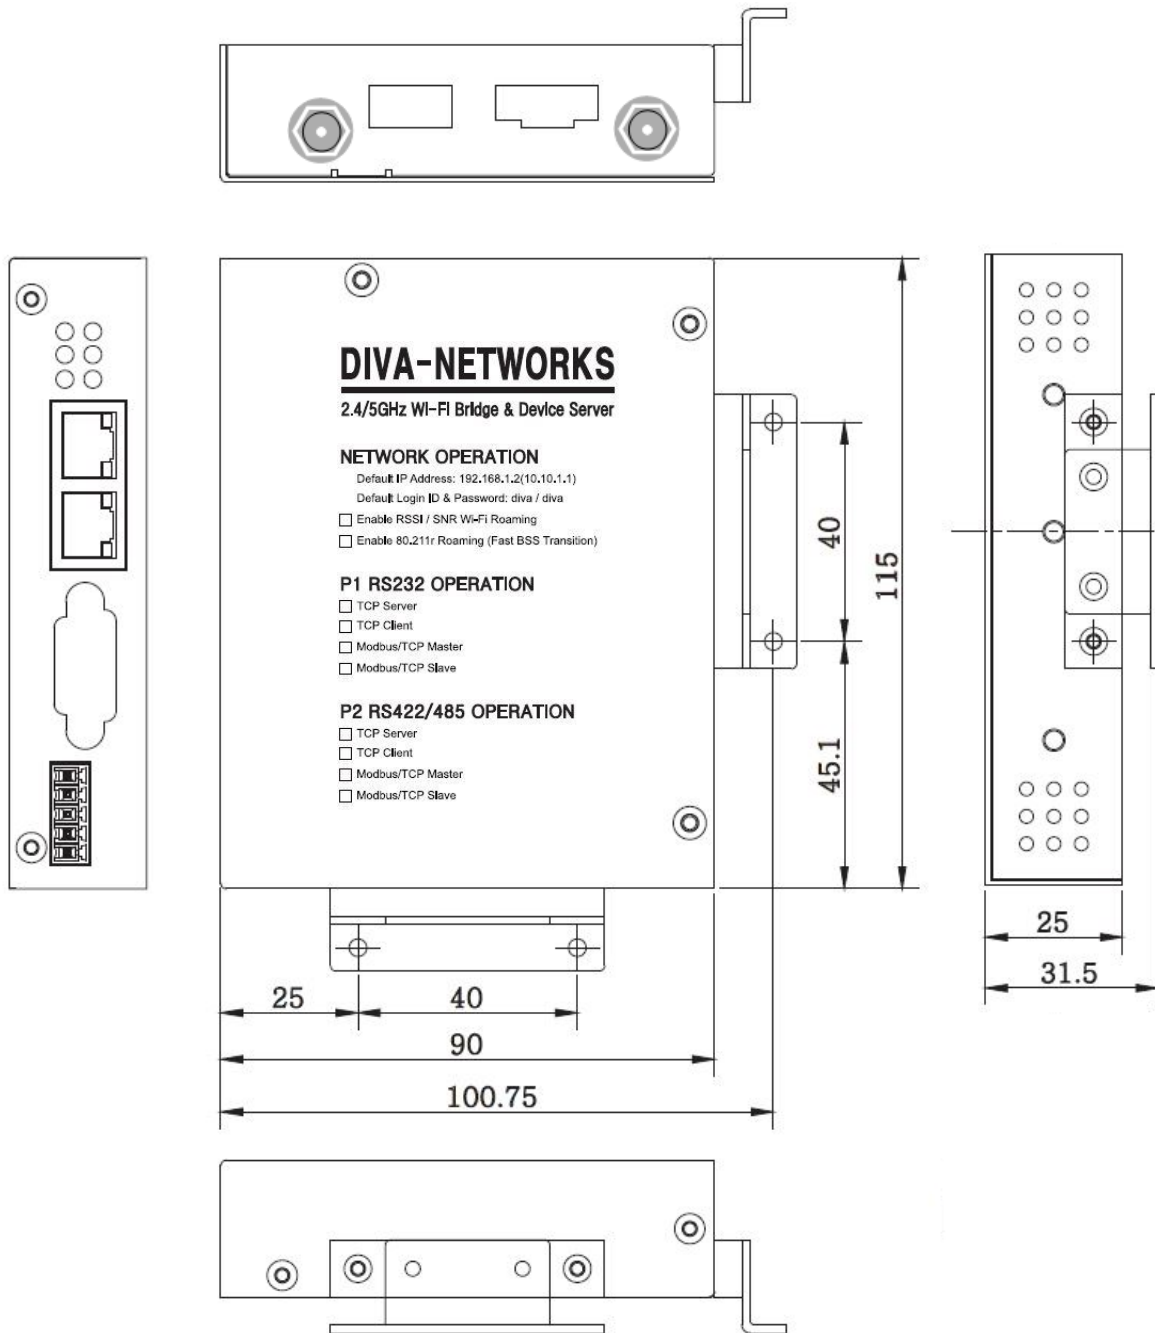 DIVA-NETWORKS
2.4/5GHz Wi-Fi Bridge & Device Server
NETWORK OPERATION
Default IP Address: 192.168.1.2(10.10.1.1)
Default Login ID & Password: diva / diva
Enable RSSI / SNR Wi-Fi Roaming
Enable 80.211r Roaming (Fast BSS Transition)
P1 RS232 OPERATION
TCP Server
TCP Client
Modbus/TCP Master
Modbus/TCP Slave
P2 RS422/485 OPERATION
TCP Server
TCP Client
Modbus/TCP Master
Modbus/TCP Slave
40
115
45.1
25
31.5
25
40
90
100.75